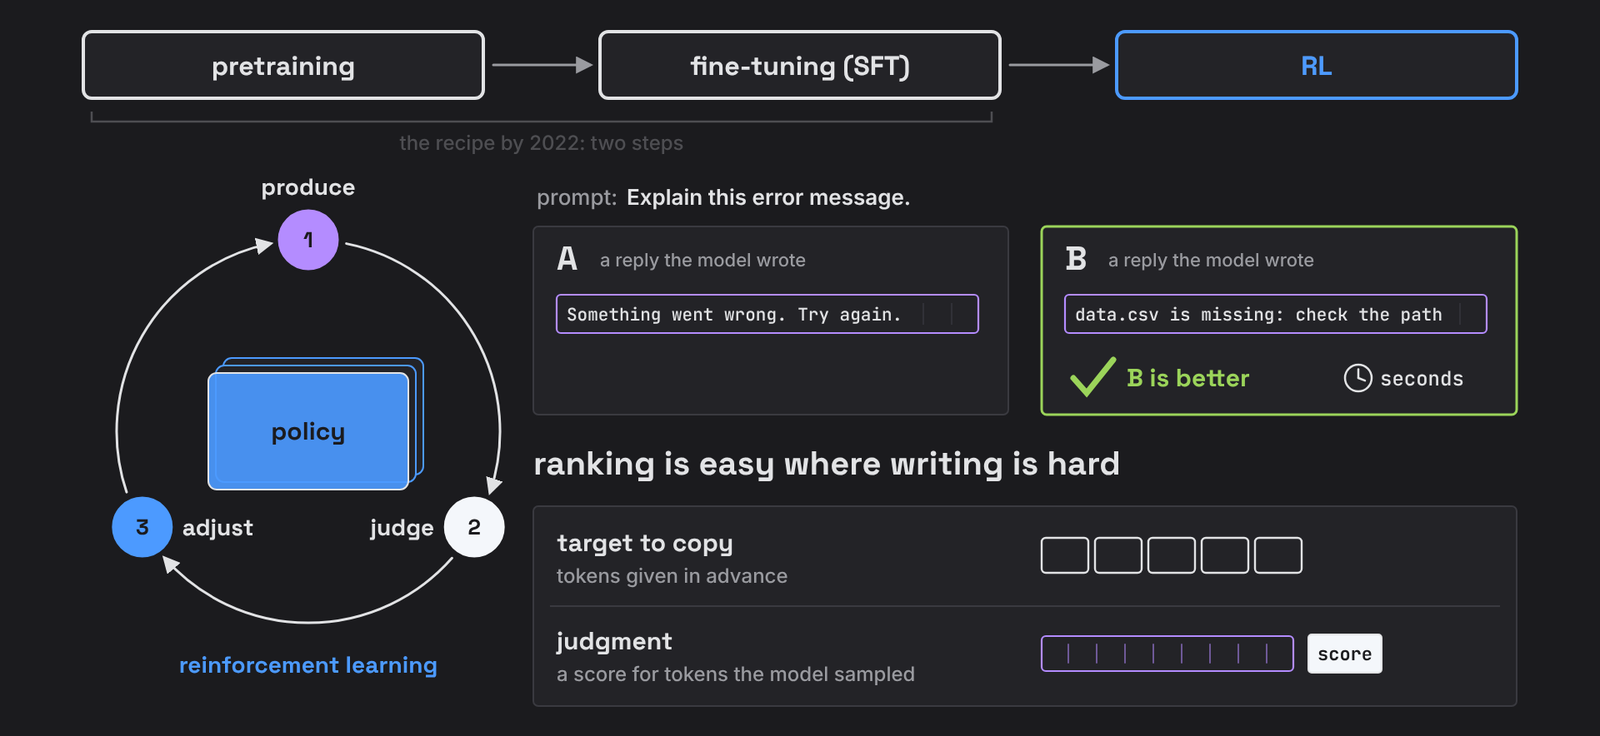 pretraining
fine-tuning (SFT)
RL
the recipe by 2022: two steps
produce
1
policy
3
adjust
judge
2
reinforcement learning
prompt: Explain this error message.
A a reply the model wrote
Something went wrong. Try again.
B a reply the model wrote
data.csv is missing: check the path
B is better
seconds
ranking is easy where writing is hard
target to copy
tokens given in advance
judgment
a score for tokens the model sampled
score